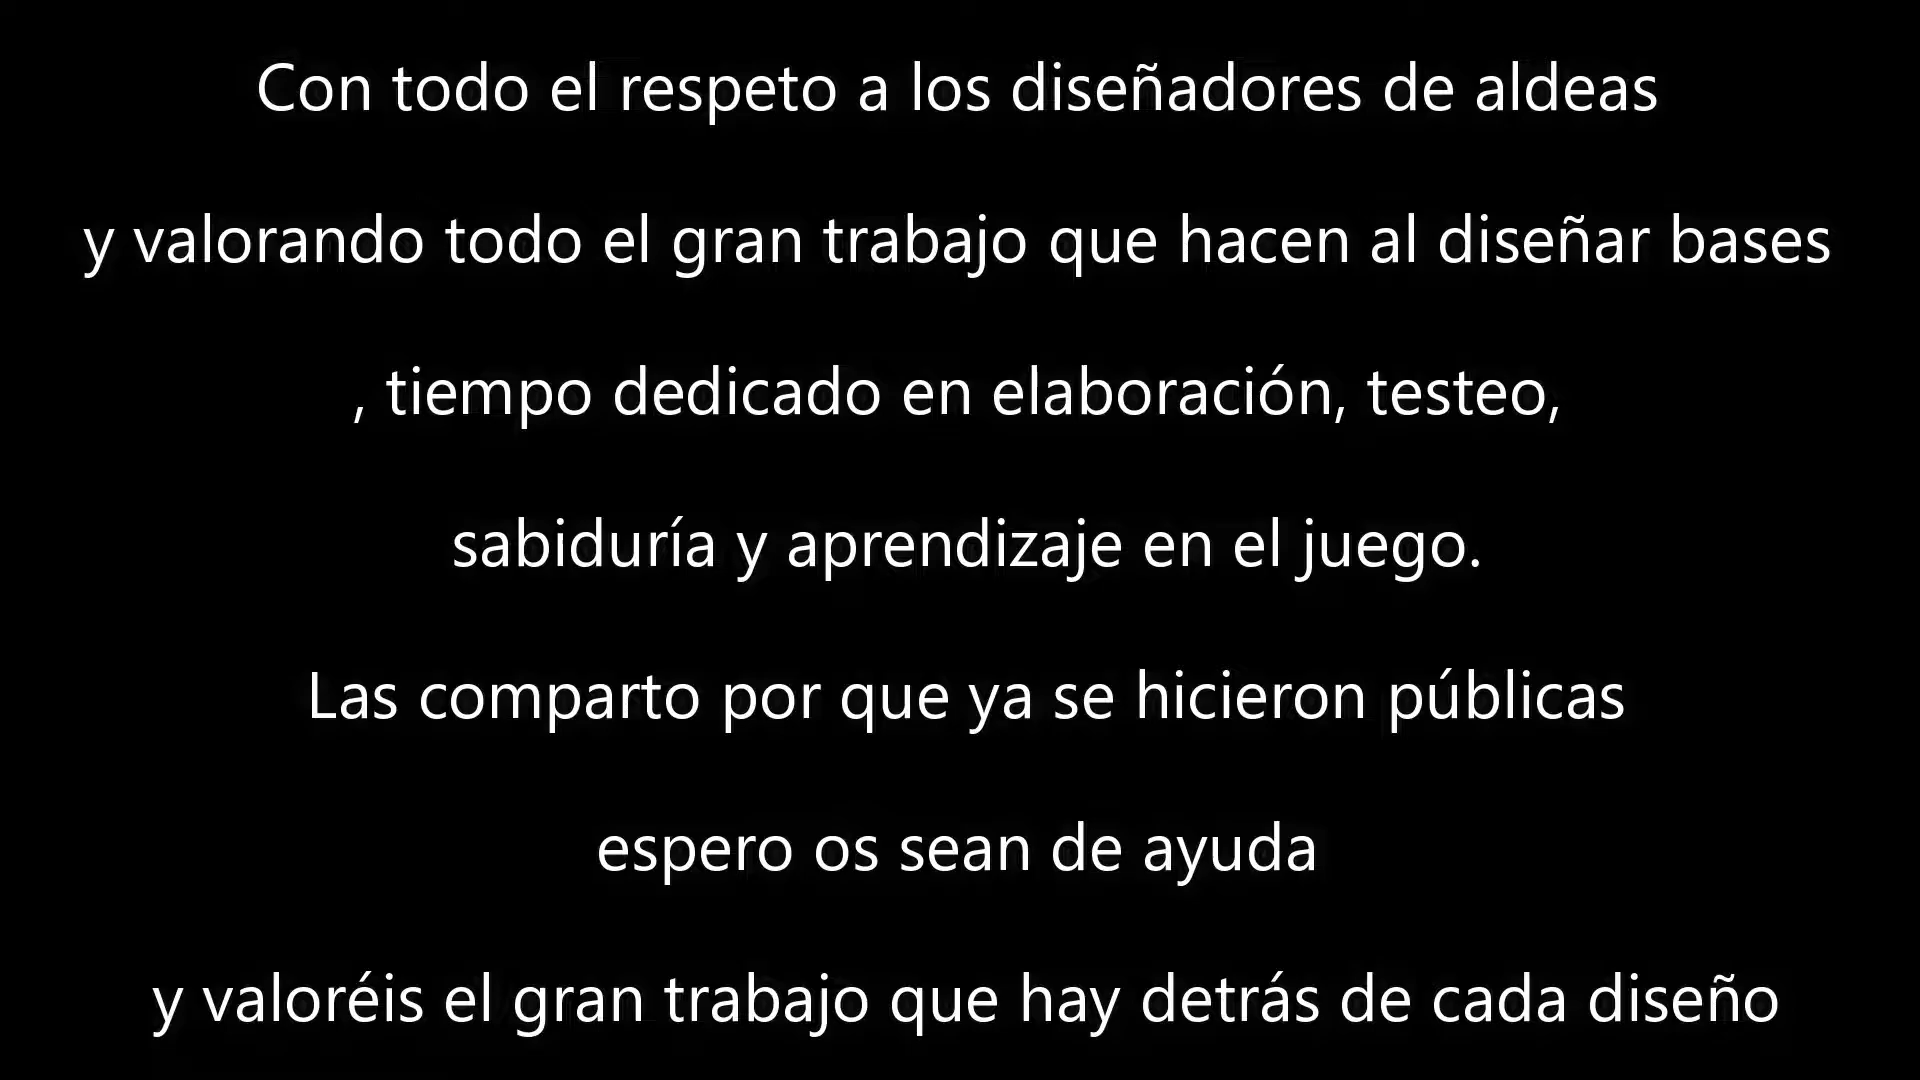 Con todo el respeto a los diseñadores de aldeas
y valorando todo el gran trabajo que hacen al diseñar bases
, tiempo dedicado en elaboración, testeo,
sabiduría y aprendizaje en el juego.
Las comparto por que ya se hicieron públicas
espero os sean de ayuda
y valoréis el gran trabajo que hay detrás de cada diseño